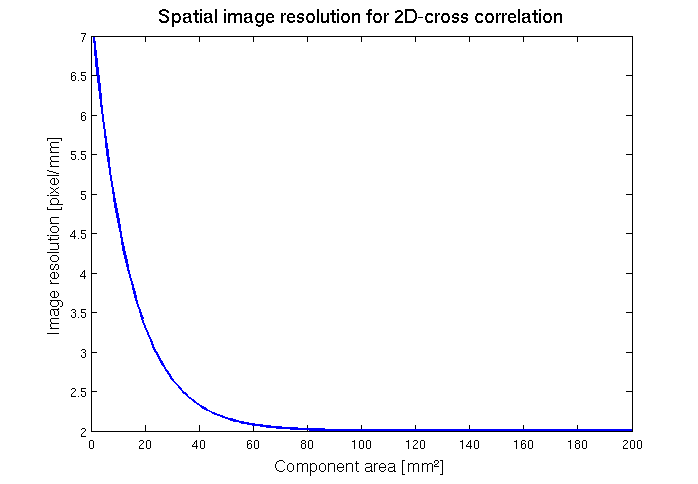 Spatial image resolution for 2D-cross correlation
7
6.5
6
5.5
5
4.5
4
3.5
3
2.5
2
Image resolution [pixel/mm]
0 20 40 60 80 100 120 140 160 180 200
Component area [mm²]